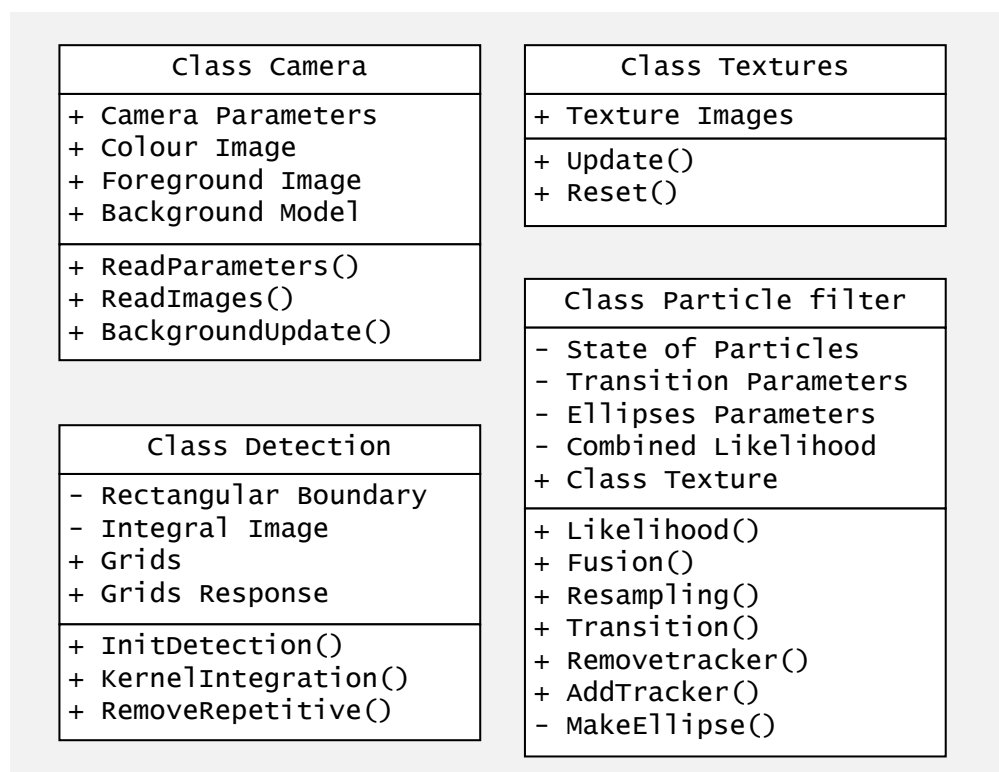 Class Camera
+ Camera Parameters
+ Colour Image
+ Foreground Image
+ Background Model
+ ReadParameters()
+ ReadImages()
+ BackgroundUpdate()
Class Detection
- Rectangular Boundary
- Integral Image
+ Grids
+ Grids Response
+ InitDetection()
+ KernelIntegration()
+ RemoveRepetitive()
Class Textures
+ Texture Images
+ Update()
+ Reset()
Class Particle filter
- State of Particles
- Transition Parameters
- Ellipses Parameters
- Combined Likelihood
+ Class Texture
+ Likelihood()
+ Fusion()
+ Resampling()
+ Transition()
+ Removetracker()
+ AddTracker()
- MakeEllipse()